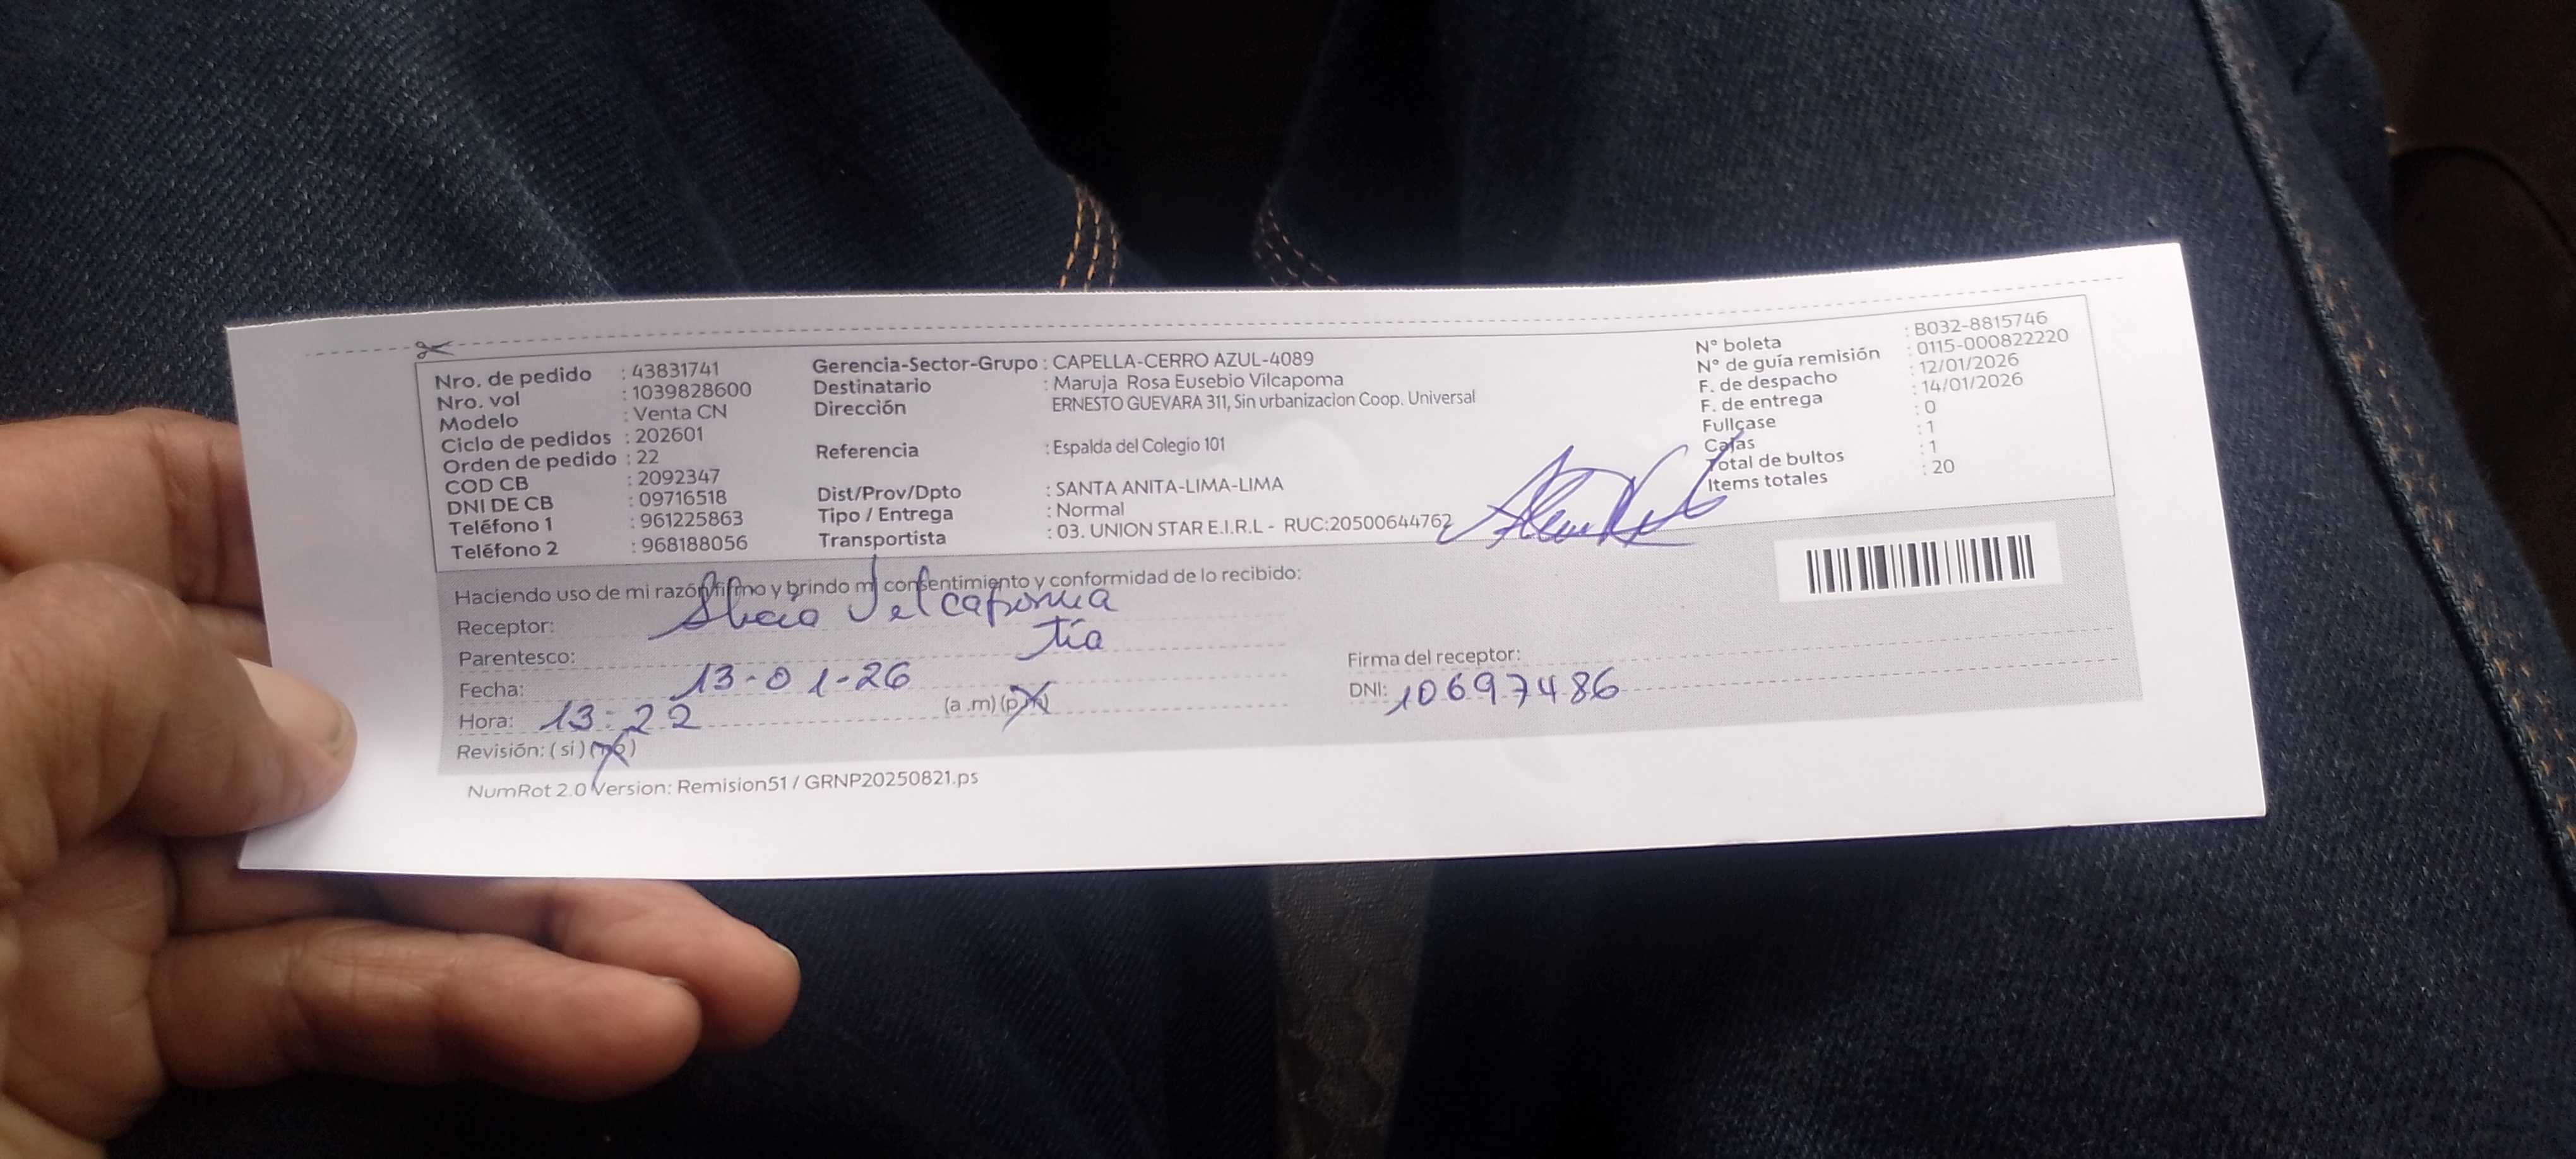 Nro. de pedido : 43831741
Nro. vol : 1039828600
Modelo : Venta CN
Ciclo de pedidos : 202601
Orden de pedido : 22
COD CB : 2092347
DNI DE CB : 09716518
Teléfono 1 : 961225863
Teléfono 2 : 968188056
Gerencia-Sector-Grupo : CAPELLA-CERRO AZUL-4089
Destinatario : Maruja Rosa Eusebio Vilcapoma
Dirección ERNESTO GUEVARA 311, Sin urbanizacion Coop. Universal
Referencia : Espalda del Colegio 101
Dist/Prov/Dpto : SANTA ANITA-LIMA-LIMA
Tipo / Entrega : Normal
Transportista : 03. UNION STAR E.I.R.L - RUC:20500644762
N° boleta : B032-8815746
N° de guía remisión : 0115-000822220
F. de despacho : 12/01/2026
F. de entrega : 14/01/2026
Fullcase : 0
Cajas : 1
Total de bultos : 1
Items totales : 20
Haciendo uso de mi razón firmo y brindo mi consentimiento y conformidad de lo recibido:
Receptor:
Parentesco: tía
Fecha: 13-01-26
Hora: 13:22 (a.m) (p.m)
Revisión: (si) (no)
Firma del receptor:
DNI: 10697486
NumRot 2.0 Version: Remision51 / GRNP20250821.ps